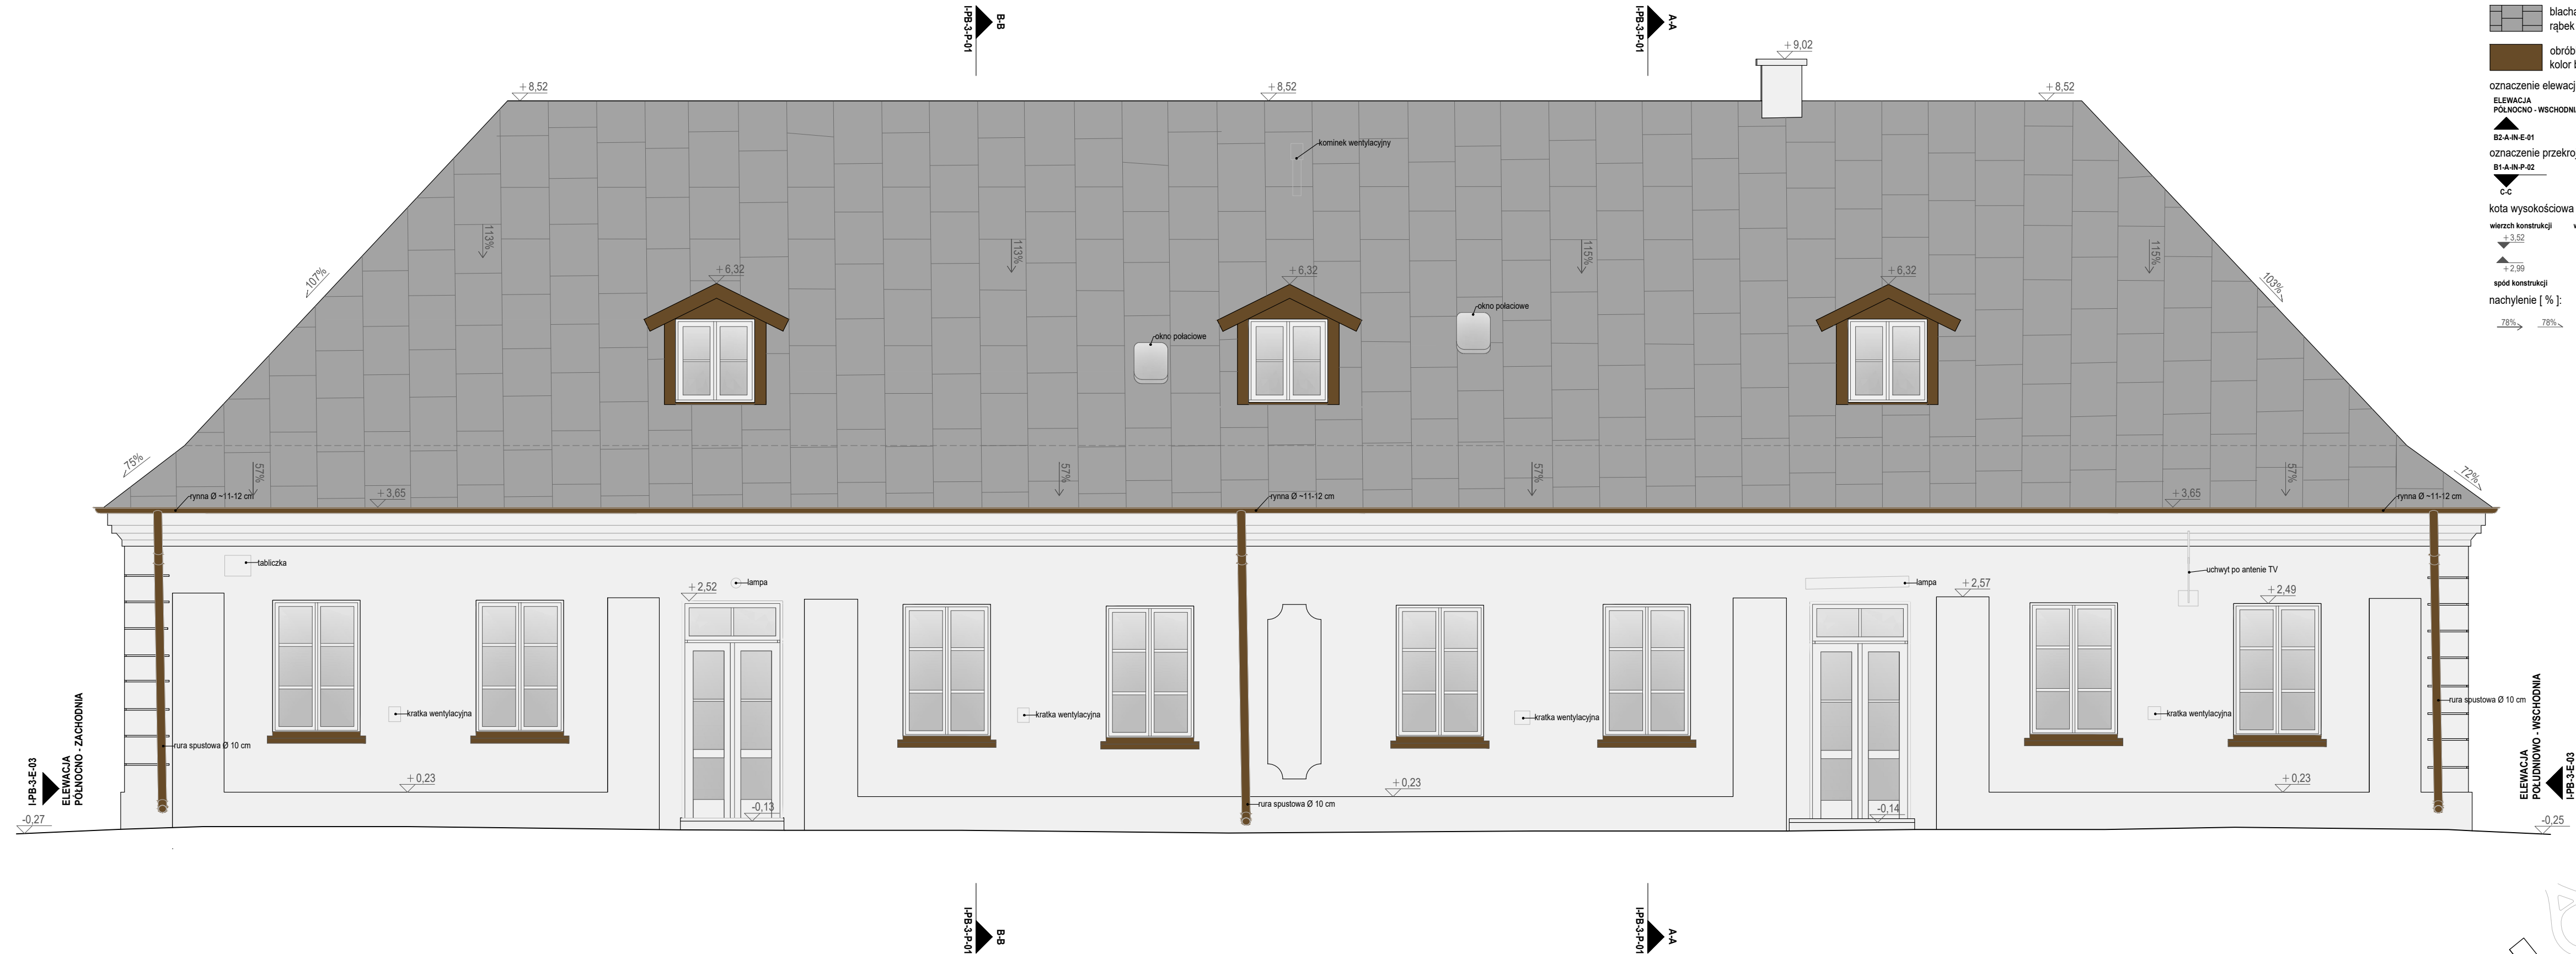 I-PB-3-P-01
B-B
I-PB-3-P-01
A-A
+9,02
+8,52
+8,52
+8,52
kominek wentylacyjny
113%
113%
115%
115%
107%
103%
+6,32
+6,32
+6,32
okno połaciowe
okno połaciowe
75%
72%
57%
57%
57%
57%
+3,65
+3,65
rynna Ø ~11-12 cm
rynna Ø ~11-12 cm
rynna Ø ~11-12 cm
tabliczka
lampa
lampa
uchwyt po antenie TV
+2,52
+2,57
+2,49
kratka wentylacyjna
kratka wentylacyjna
kratka wentylacyjna
kratka wentylacyjna
rura spustowa Ø 10 cm
rura spustowa Ø 10 cm
rura spustowa Ø 10 cm
+0,23
+0,23
+0,23
-0,13
-0,14
-0,27
-0,25
I-PB-3-E-03
ELEWACJA
PÓŁNOCNO - ZACHODNIA
ELEWACJA
POŁUDNIOWO - WSCHODNIA
I-PB-3-E-03
I-PB-3-P-01
B-B
I-PB-3-P-01
A-A
rąbek
oznaczenie elewacj
ELEWACJA
PÓŁNOCNO - WSCHODNI
B2-A-IN-E-01
oznaczenie przekro
B1-A-IN-P-02
C-C
kota wysokościowa
wierzch konstrukcji
+3,52
+2,99
spód konstrukcji
nachylenie [ % ]:
78%
78%